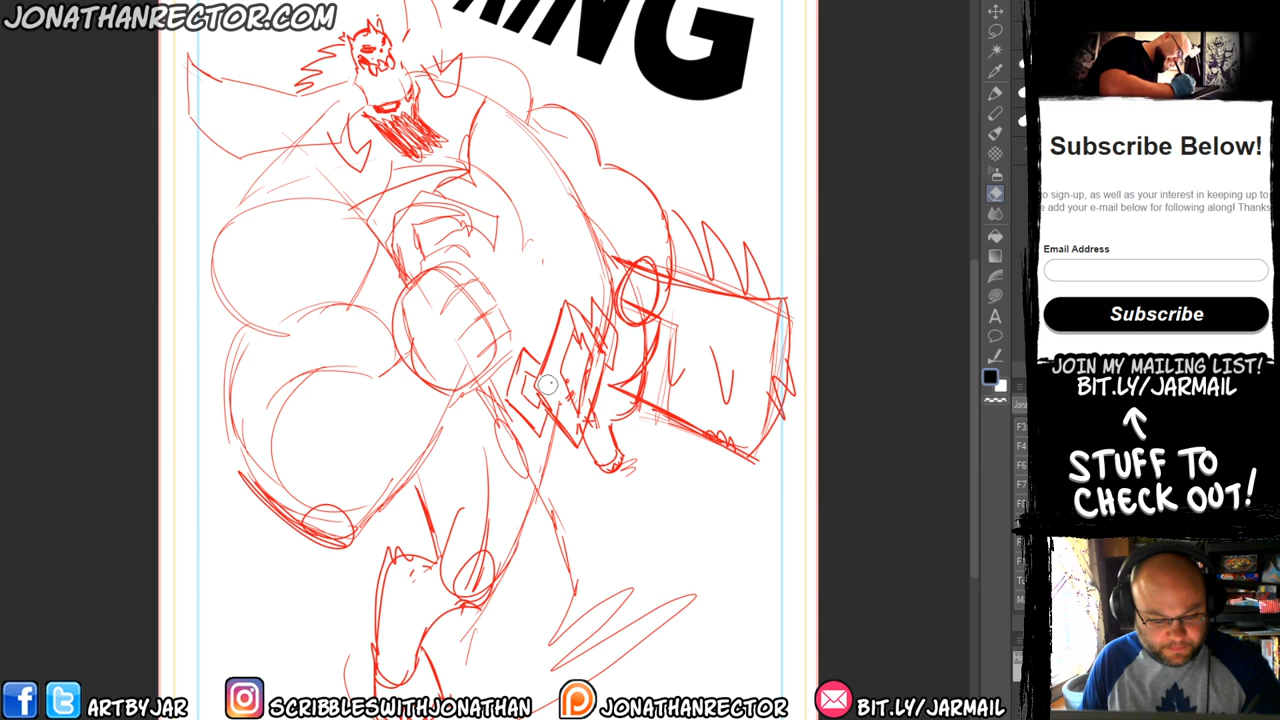 JONATHANRECTOR.COM
KING
Subscribe Below!
o sign-up, as well as your interest in keeping up to
e add your e-mail below for following along! Thanks
Email Address
Subscribe
JOIN MY MAILING LIST!
BIT.LY/JARMAIL
STUFF TO
CHECK OUT!
ARTBYJAR
SCRIBBLESWITHJONATHAN
JONATHANRECTOR
BIT.LY/JARMAIL